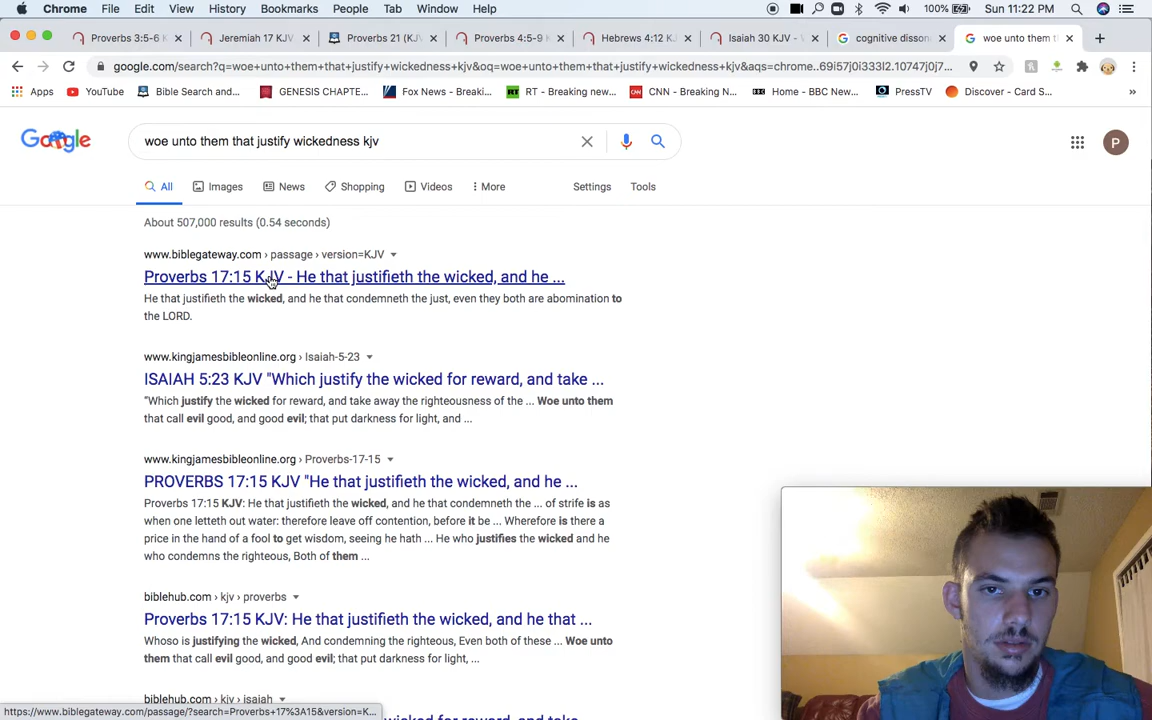 Chrome File Edit View History Bookmarks People Tab Window Help 100% Sun 11:22 PM
Proverbs 3:5-6 K Jeremiah 17 KJV Proverbs 21 (KJ Proverbs 4:5-9 K Hebrews 4:12 KJ Isaiah 30 KJV - cognitive disson woe unto them t
google.com/search?q=woe+unto+them+that+justify+wickedness+kjv&oq=woe+unto+them+that+justify+wickedness+kjv&aqs=chrome..69i57j0i333l2.10747j0j7...
Apps YouTube Bible Search and... GENESIS CHAPTE... Fox News - Breaki... RT - Breaking new... CNN - Breaking N... Home - BBC New... PressTV Discover - Card S... »
Google woe unto them that justify wickedness kjv P
All Images News Shopping Videos More Settings Tools
About 507,000 results (0.54 seconds)
www.biblegateway.com › passage › version=KJV
Proverbs 17:15 KJV - He that justifieth the wicked, and he ...
He that justifieth the wicked, and he that condemneth the just, even they both are abomination to
the LORD.
www.kingjamesbibleonline.org › Isaiah-5-23
ISAIAH 5:23 KJV "Which justify the wicked for reward, and take ...
"Which justify the wicked for reward, and take away the righteousness of the ... Woe unto them
that call evil good, and good evil; that put darkness for light, and ...
www.kingjamesbibleonline.org › Proverbs-17-15
PROVERBS 17:15 KJV "He that justifieth the wicked, and he ...
Proverbs 17:15 KJV: He that justifieth the wicked, and he that condemneth the ... of strife is as
when one letteth out water: therefore leave off contention, before it be ... Wherefore is there a
price in the hand of a fool to get wisdom, seeing he hath ... He who justifies the wicked and he
who condemns the righteous, Both of them ...
biblehub.com › kjv › proverbs
Proverbs 17:15 KJV: He that justifieth the wicked, and he that ...
Whoso is justifying the wicked, And condemning the righteous, Even both of these ... Woe unto
them that call evil good, and good evil; that put darkness for light, ...
biblehub.com › kjv › isaiah
wicked for reward, and take
https://www.biblegateway.com/passage/?search=Proverbs+17%3A15&version=K...